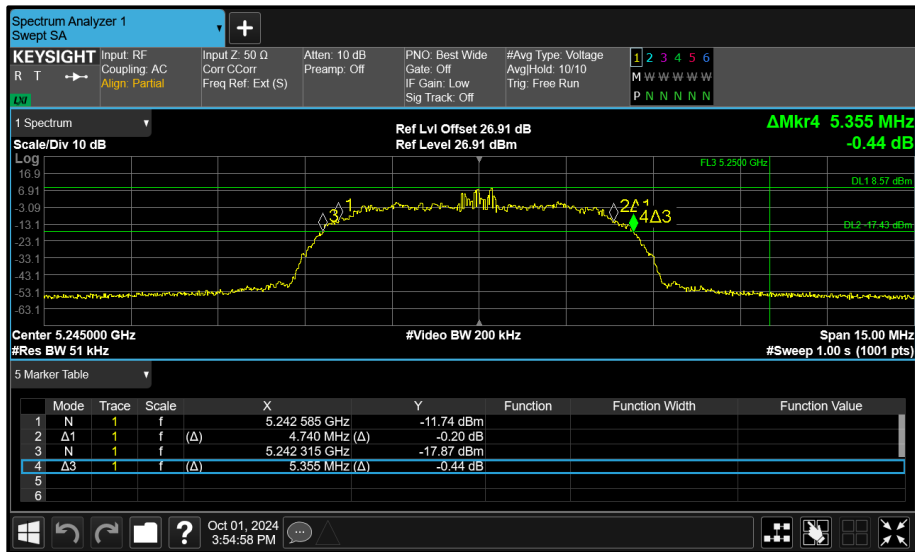 Spectrum Analyzer 1
Swept SA
+
KEYSIGHT Input: RF Input Z: 50 Ω Atten: 10 dB PNO: Best Wide #Avg Type: Voltage 1 2 3 4 5 6
R T Coupling: AC Corr CCorr Preamp: Off Gate: Off Avg|Hold: 10/10 M W W W W W
Align: Partial Freq Ref: Ext (S) IF Gain: Low Trig: Free Run
LXI Sig Track: Off P N N N N N
1 Spectrum Ref Lvl Offset 26.91 dB ΔMkr4 5.355 MHz
Scale/Div 10 dB Ref Level 26.91 dBm -0.44 dB
Log
FL3 5.2500 GHz
16.9
DL1 8.57 dBm
6.91
-3.09
3 1 2Δ1 4Δ3
-13.1
DL2 -17.43 dBm
-23.1
-33.1
-43.1
-53.1
-63.1
Center 5.245000 GHz #Video BW 200 kHz Span 15.00 MHz
#Res BW 51 kHz #Sweep 1.00 s (1001 pts)
5 Marker Table
Mode Trace Scale X Y Function Function Width Function Value
1 N 1 f 5.242 585 GHz -11.74 dBm
2 Δ1 1 f (Δ) 4.740 MHz (Δ) -0.20 dB
3 N 1 f 5.242 315 GHz -17.87 dBm
4 Δ3 1 f (Δ) 5.355 MHz (Δ) -0.44 dB
5
6
? Oct 01, 2024
3:54:58 PM